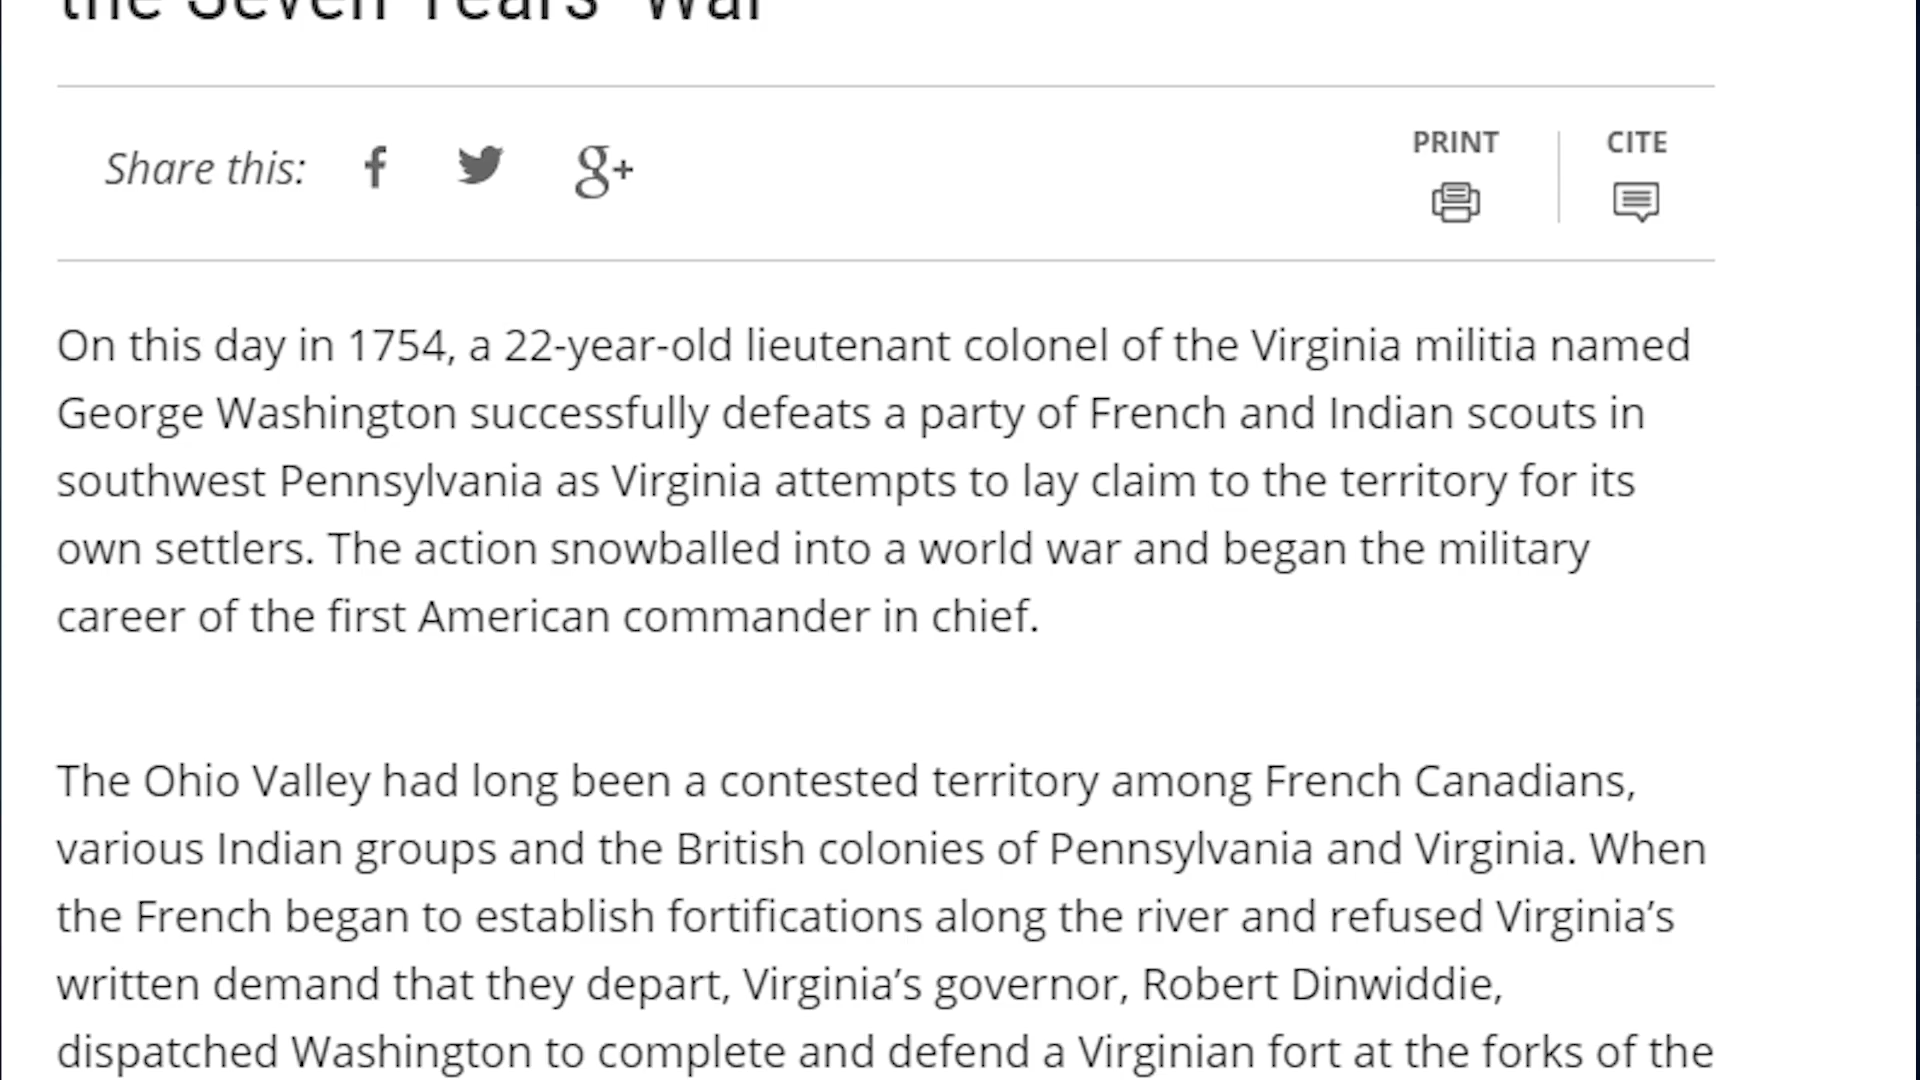 the Seven Years' War
Share this:
g+
PRINT
CITE
On this day in 1754, a 22-year-old lieutenant colonel of the Virginia militia named
George Washington successfully defeats a party of French and Indian scouts in
southwest Pennsylvania as Virginia attempts to lay claim to the territory for its
own settlers. The action snowballed into a world war and began the military
career of the first American commander in chief.
The Ohio Valley had long been a contested territory among French Canadians,
various Indian groups and the British colonies of Pennsylvania and Virginia. When
the French began to establish fortifications along the river and refused Virginia’s
written demand that they depart, Virginia’s governor, Robert Dinwiddie,
dispatched Washington to complete and defend a Virginian fort at the forks of the